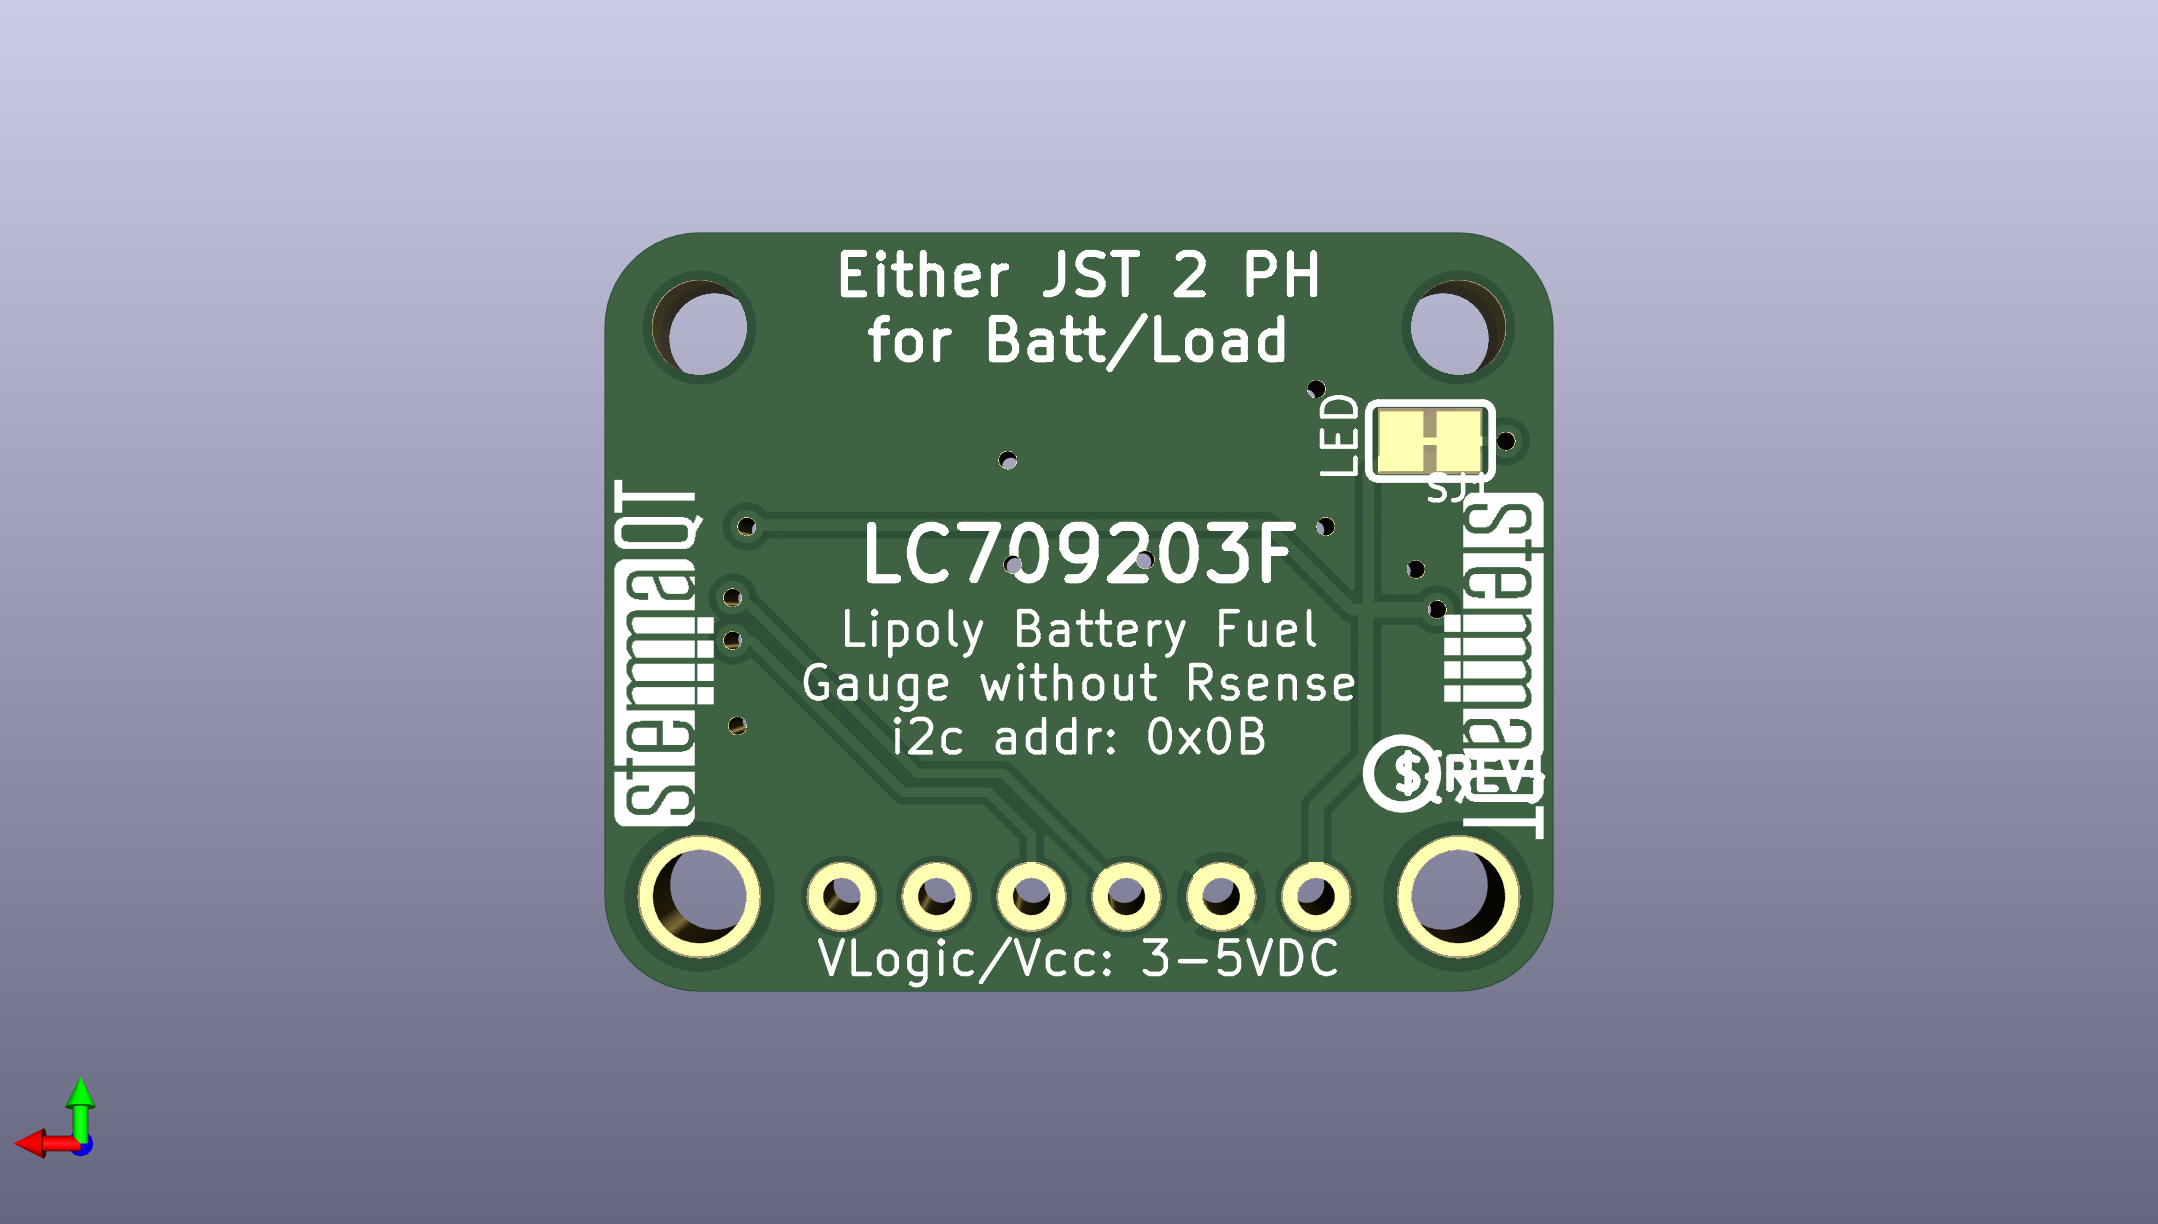 Either JST 2 PH
for Batt/Load
LED
SJ1
stemmaQT
LC709203F
stemmaQT
Lipoly Battery Fuel
Gauge without Rsense
i2c addr: 0x0B
VLogic/Vcc: 3-5VDC